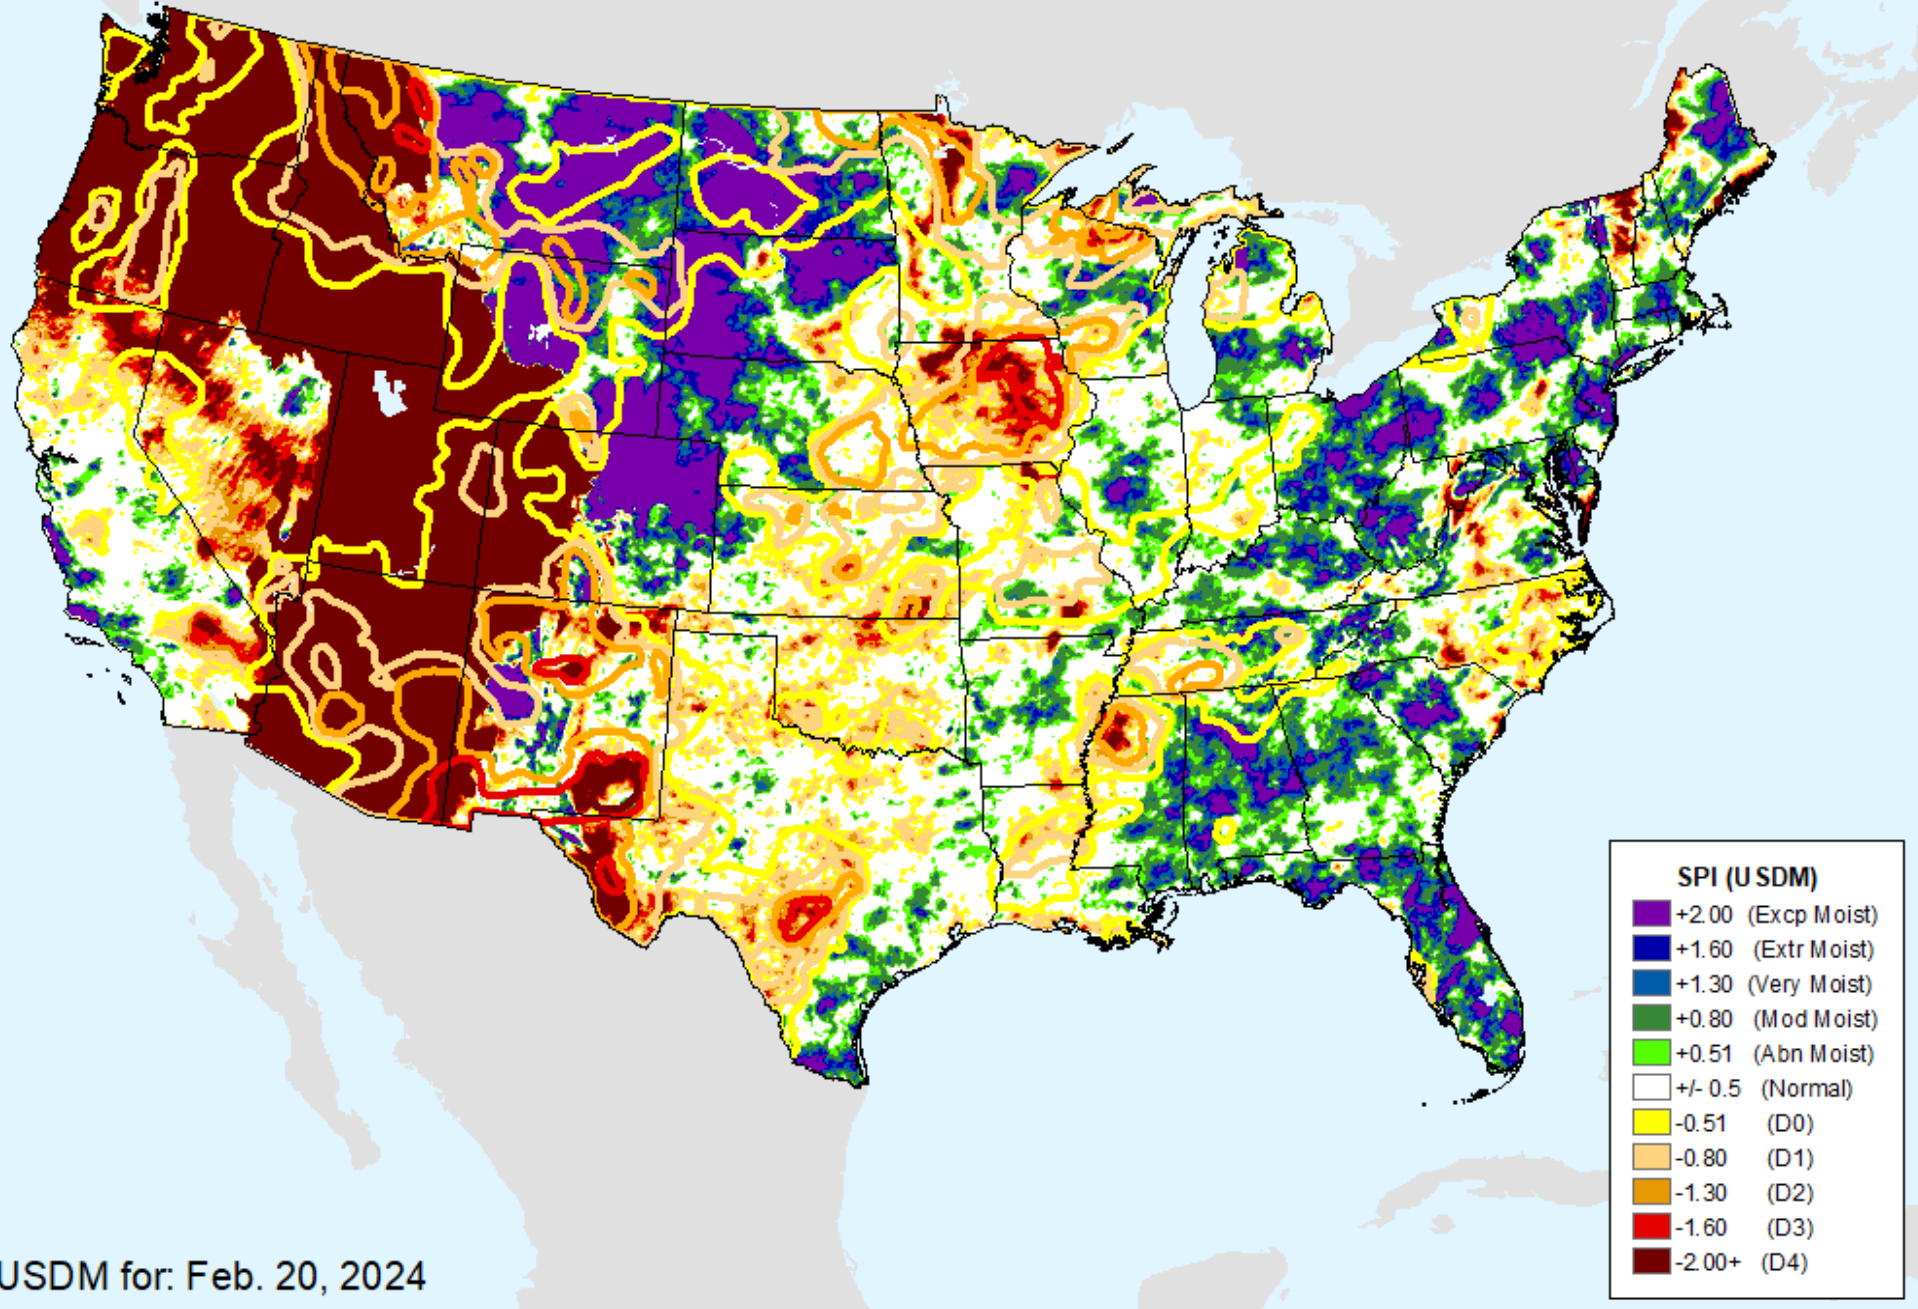 SPI (USDM)
+2.00 (Excp Moist)
+1.60 (Extr Moist)
+1.30 (Very Moist)
+0.80 (Mod Moist)
+0.51 (Abn Moist)
+/- 0.5 (Normal)
-0.51 (D0)
-0.80 (D1)
-1.30 (D2)
-1.60 (D3)
-2.00+ (D4)
USDM for: Feb. 20, 2024